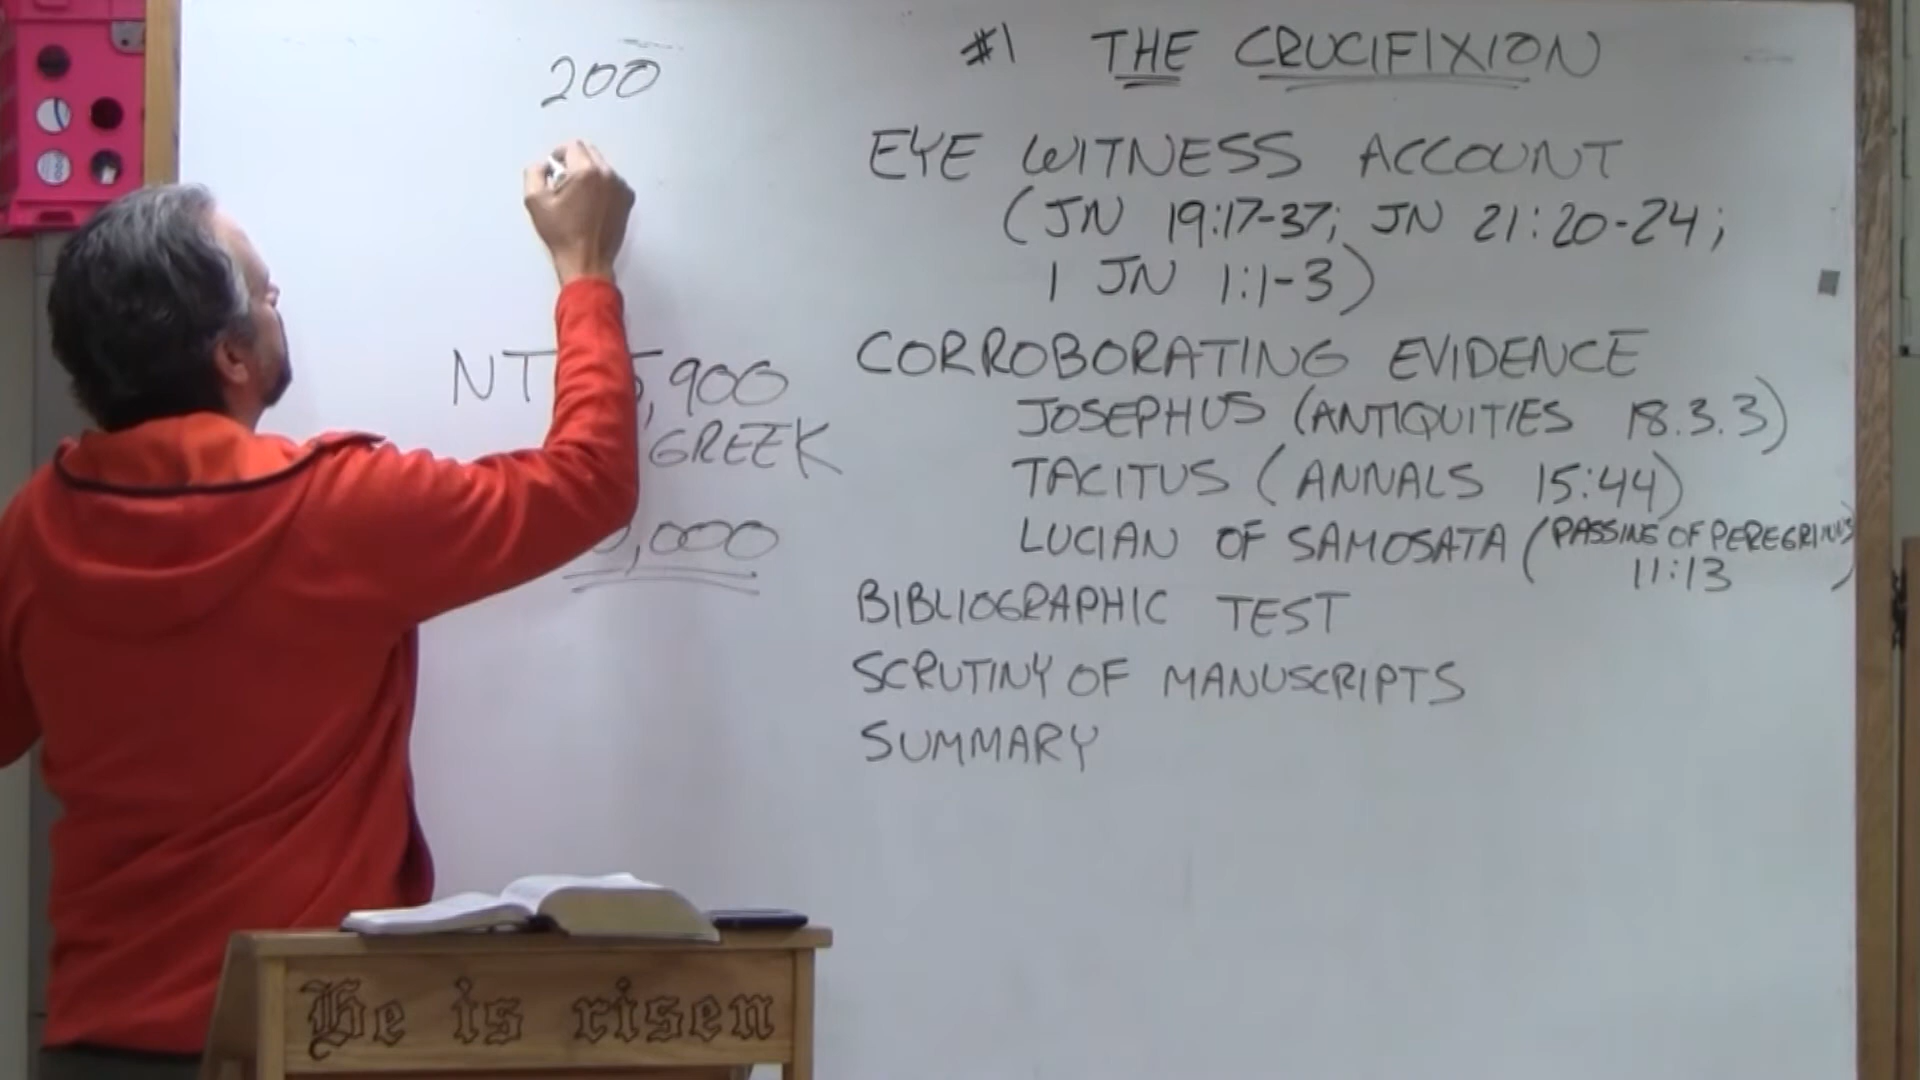 200
NT 5,900
GREEK
0,000
#1 THE CRUCIFIXION
EYE WITNESS ACCOUNT
(JN 19:17-37; JN 21:20-24;
1 JN 1:1-3)
CORROBORATING EVIDENCE
JOSEPHUS (ANTIQUITIES 18.3.3)
TACITUS (ANNALS 15:44)
LUCIAN OF SAMOSATA (PASSING OF PEREGRINUS
11:13)
BIBLIOGRAPHIC TEST
SCRUTINY OF MANUSCRIPTS
SUMMARY
He is risen